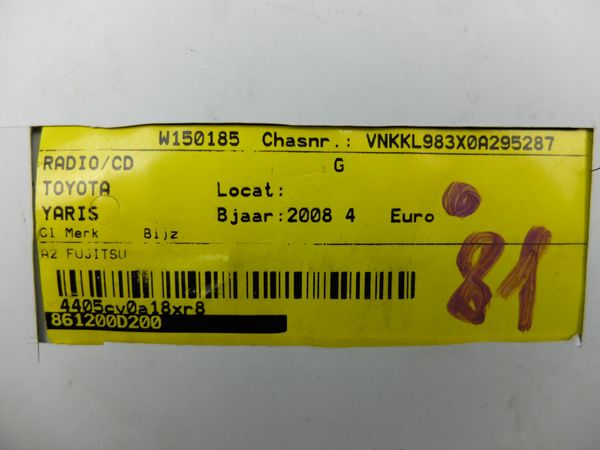 W150185 Chasnr.: VNKKL983X0A295287
RADIO/CD G
TOYOTA Locat:
YARIS Bjaar:2008 4 Euro
Cl Merk Bijz
A2 FUJITSU
4405cv0a18xr8
861200D200
81